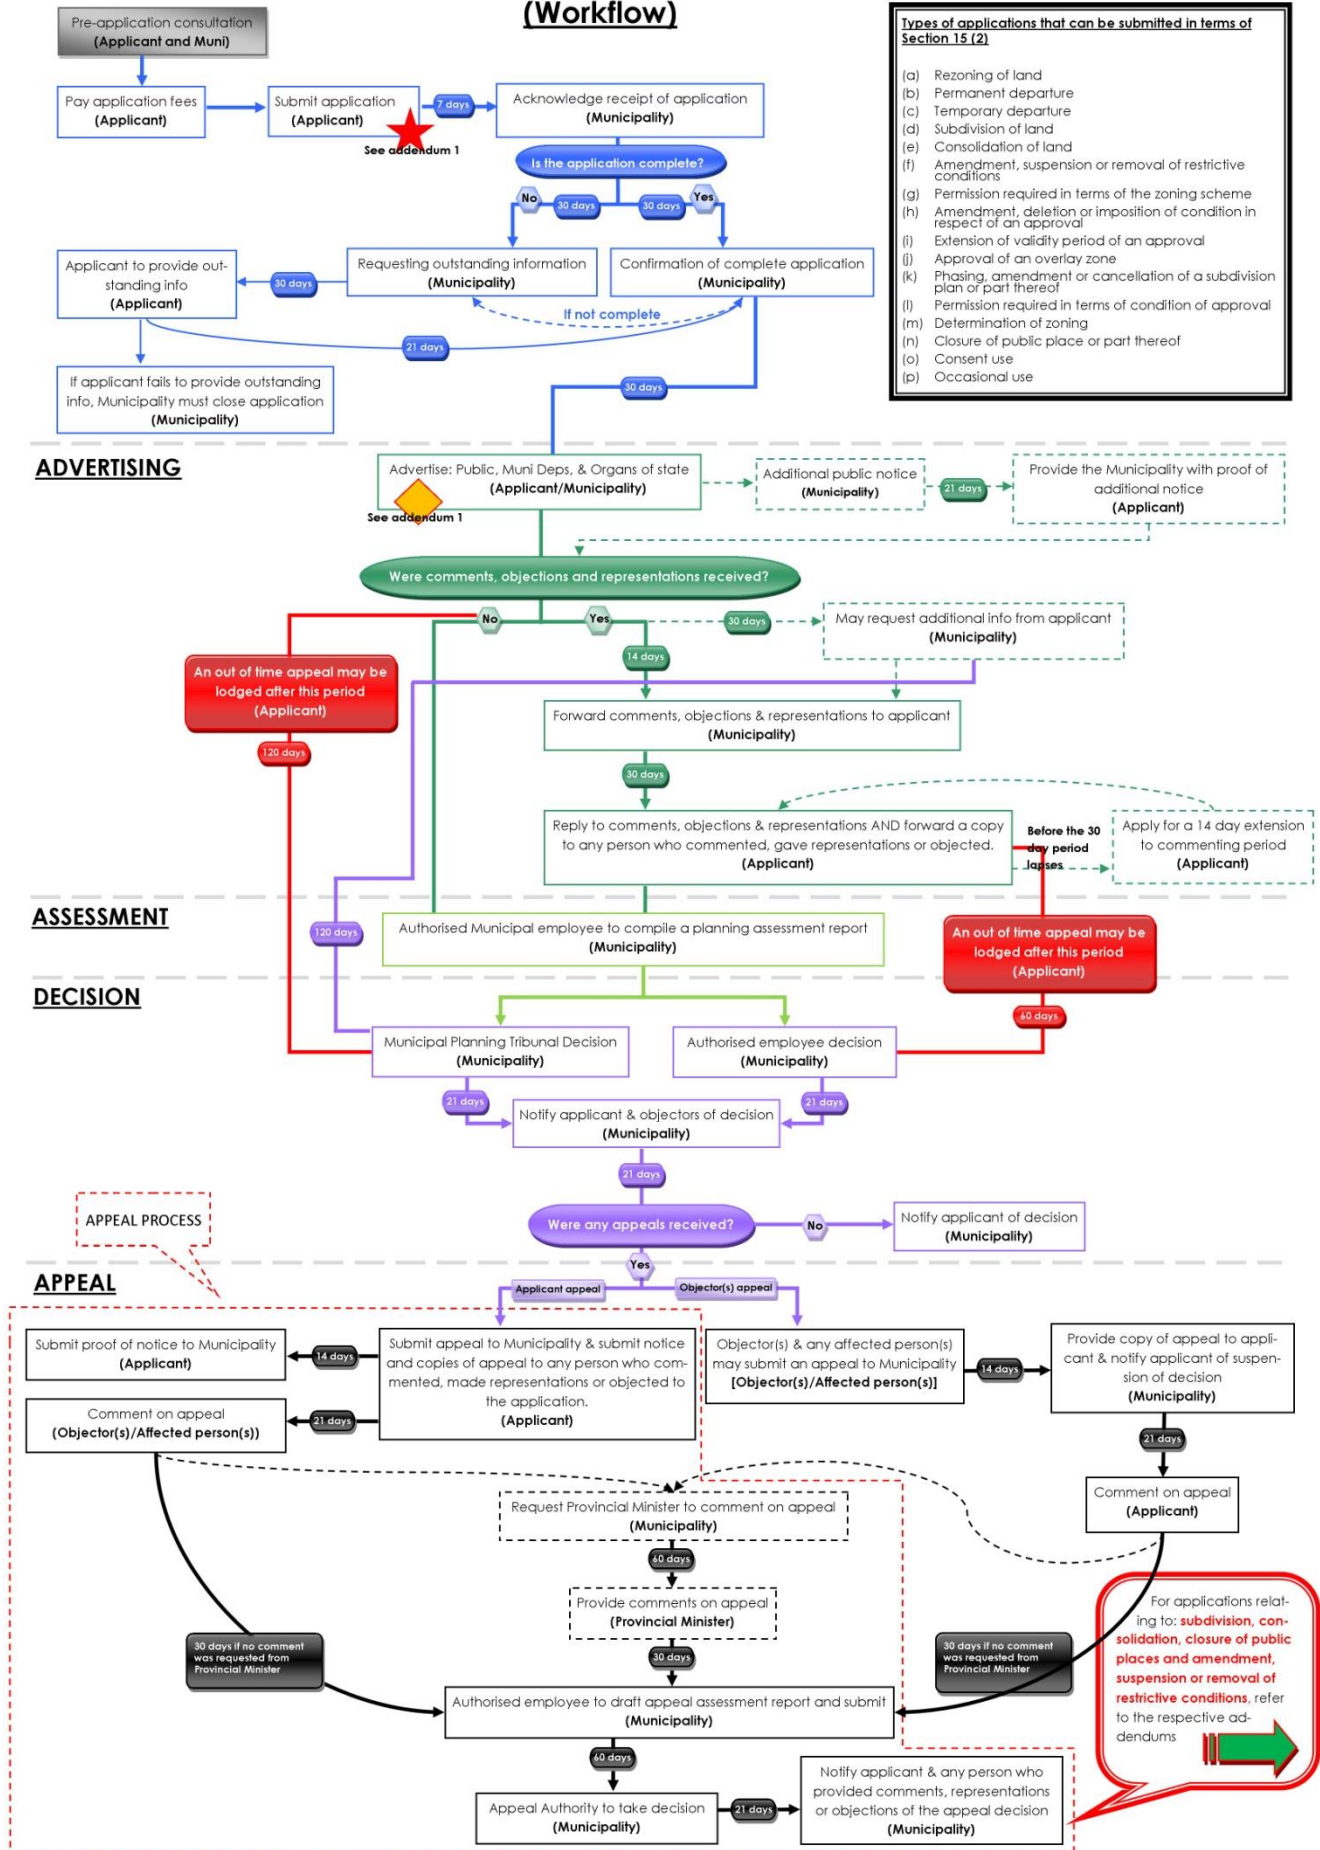 (Workflow)
Pre-application consultation
(Applicant and Muni)
Pay application fees
(Applicant)
Submit application
(Applicant)
See addendum 1
7 days
Acknowledge receipt of application
(Municipality)
Is the application complete?
No
30 days
30 days
Yes
Applicant to provide out-
standing info
(Applicant)
30 days
Requesting outstanding information
(Municipality)
Confirmation of complete application
(Municipality)
If not complete
21 days
If applicant fails to provide outstanding
info, Municipality must close application
(Municipality)
30 days
Types of applications that can be submitted in terms of
Section 15 (2)
(a) Rezoning of land
(b) Permanent departure
(c) Temporary departure
(d) Subdivision of land
(e) Consolidation of land
(f) Amendment, suspension or removal of restrictive
conditions
(g) Permission required in terms of the zoning scheme
(h) Amendment, deletion or imposition of condition in
respect of an approval
(i) Extension of validity period of an approval
(j) Approval of an overlay zone
(k) Phasing, amendment or cancellation of a subdivision
plan or part thereof
(l) Permission required in terms of condition of approval
(m) Determination of zoning
(n) Closure of public place or part thereof
(o) Consent use
(p) Occasional use
ADVERTISING
Advertise: Public, Muni Deps, & Organs of state
(Applicant/Municipality)
See addendum 1
Additional public notice
(Municipality)
21 days
Provide the Municipality with proof of
additional notice
(Applicant)
Were comments, objections and representations received?
No
Yes
30 days
May request additional info from applicant
(Municipality)
14 days
An out of time appeal may be
lodged after this period
(Applicant)
120 days
Forward comments, objections & representations to applicant
(Municipality)
30 days
Reply to comments, objections & representations AND forward a copy
to any person who commented, gave representations or objected.
(Applicant)
Before the 30
day period
lapses
Apply for a 14 day extension
to commenting period
(Applicant)
ASSESSMENT
120 days
Authorised Municipal employee to compile a planning assessment report
(Municipality)
An out of time appeal may be
lodged after this period
(Applicant)
60 days
DECISION
Municipal Planning Tribunal Decision
(Municipality)
Authorised employee decision
(Municipality)
21 days
21 days
Notify applicant & objectors of decision
(Municipality)
21 days
Were any appeals received?
No
Notify applicant of decision
(Municipality)
Yes
APPEAL PROCESS
APPEAL
Applicant appeal
Objector(s) appeal
Submit proof of notice to Municipality
(Applicant)
14 days
Submit appeal to Municipality & submit notice
and copies of appeal to any person who com-
mented, made representations or objected to
the application.
(Applicant)
Objector(s) & any affected person(s)
may submit an appeal to Municipality
[Objector(s)/Affected person(s)]
14 days
Provide copy of appeal to appli-
cant & notify applicant of suspen-
sion of decision
(Municipality)
Comment on appeal
(Objector(s)/Affected person(s))
21 days
21 days
Comment on appeal
(Applicant)
Request Provincial Minister to comment on appeal
(Municipality)
60 days
Provide comments on appeal
(Provincial Minister)
30 days
30 days if no comment
was requested from
Provincial Minister
30 days if no comment
was requested from
Provincial Minister
Authorised employee to draft appeal assessment report and submit
(Municipality)
60 days
Appeal Authority to take decision
(Municipality)
21 days
Notify applicant & any person who
provided comments, representations
or objections of the appeal decision
(Municipality)
For applications relat-
ing to: subdivision, con-
solidation, closure of public
places and amendment,
suspension or removal of
restrictive conditions, refer
to the respective ad-
dendums